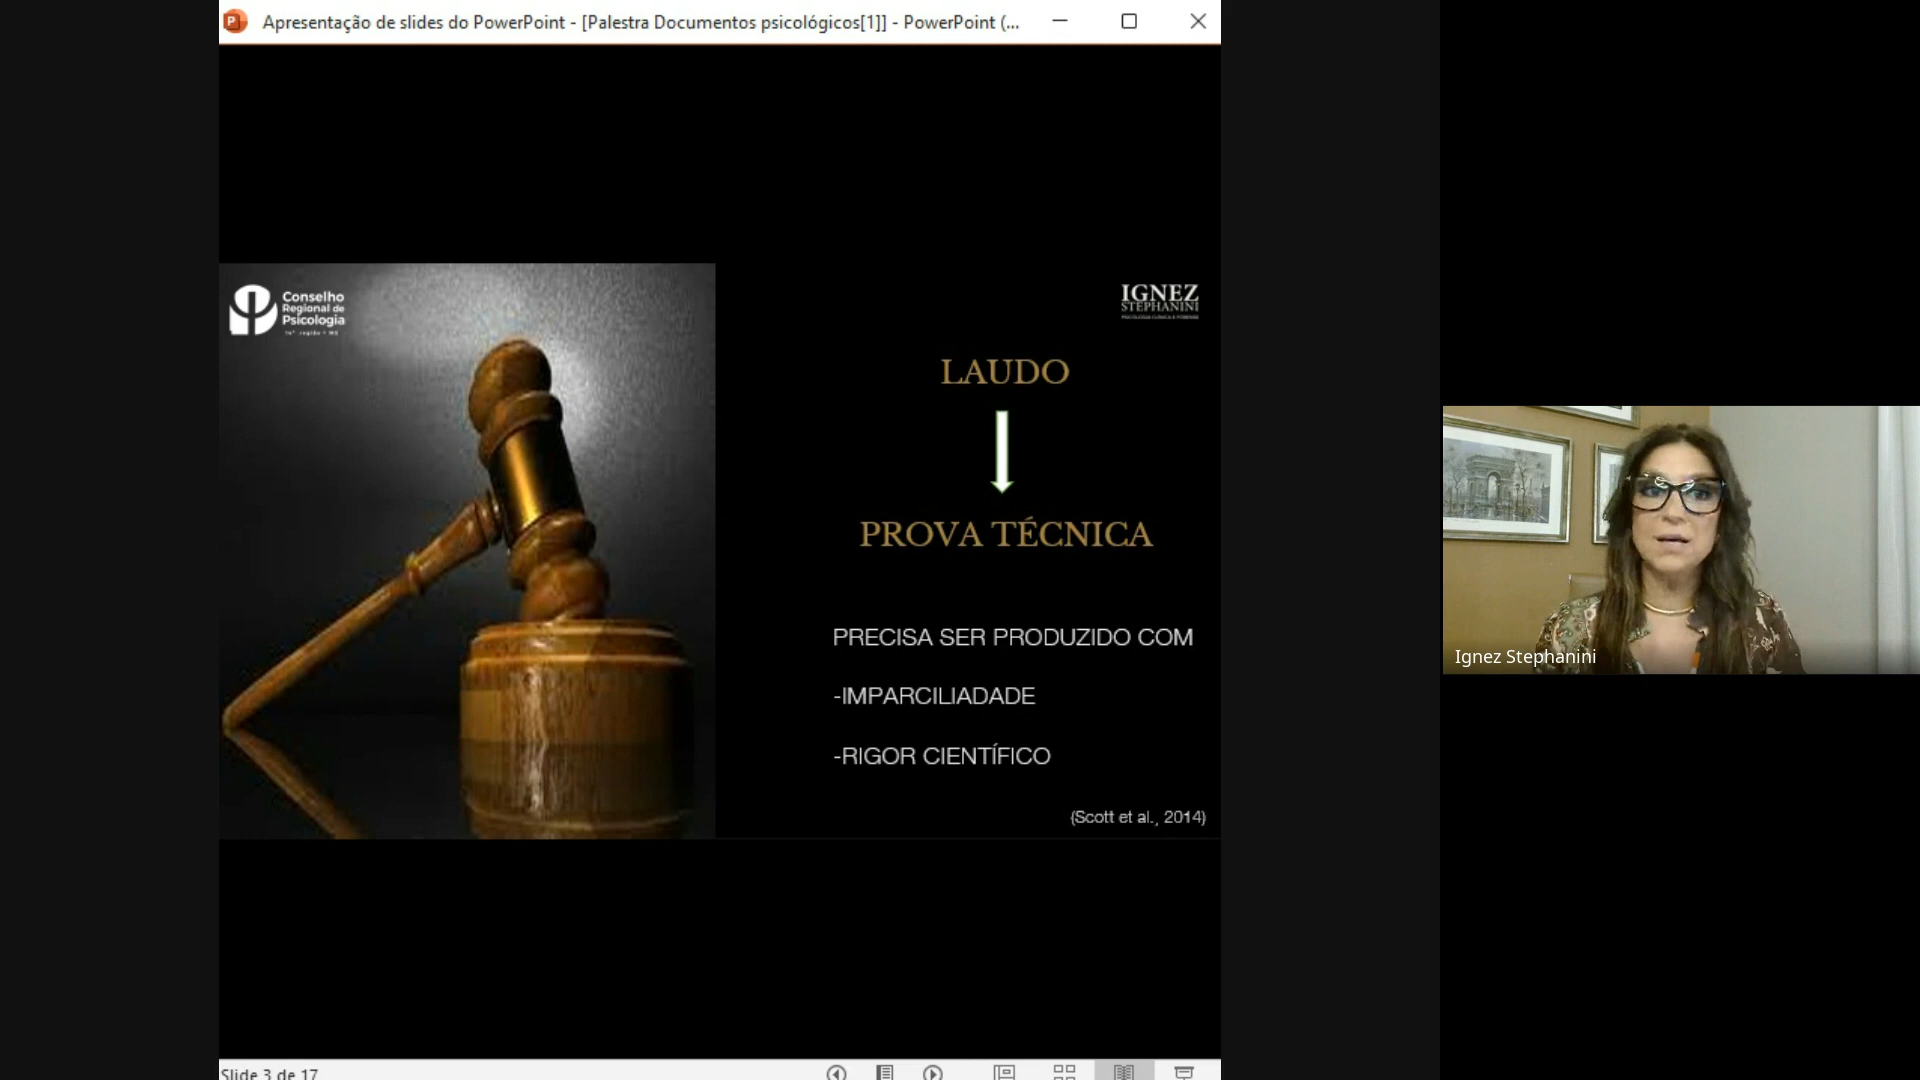 Apresentação de slides do PowerPoint - [Palestra Documentos psicológicos[1]] - PowerPoint (...
Conselho
Regional de
Psicologia
IGNEZ
STEPHANINI
LAUDO
PROVA TÉCNICA
PRECISA SER PRODUZIDO COM
-IMPARCILIADADE
-RIGOR CIENTÍFICO
(Scott et al., 2014)
Ignez Stephanini
Slide 3 de 17